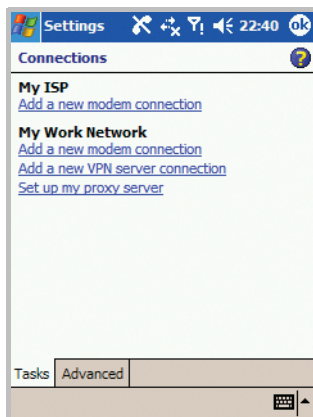 Settings 22:40 ok
Connections ?
My ISP
Add a new modem connection
My Work Network
Add a new modem connection
Add a new VPN server connection
Set up my proxy server
Tasks Advanced